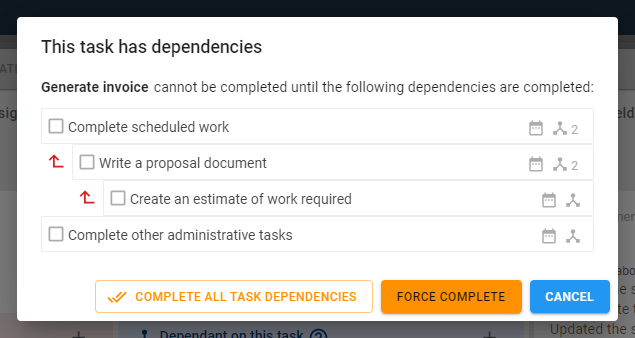 This task has dependencies
Generate invoice cannot be completed until the following dependencies are completed:
Complete scheduled work 2
Write a proposal document 2
Create an estimate of work required
Complete other administrative tasks
COMPLETE ALL TASK DEPENDENCIES FORCE COMPLETE CANCEL
Dependant on this task
Updated the s